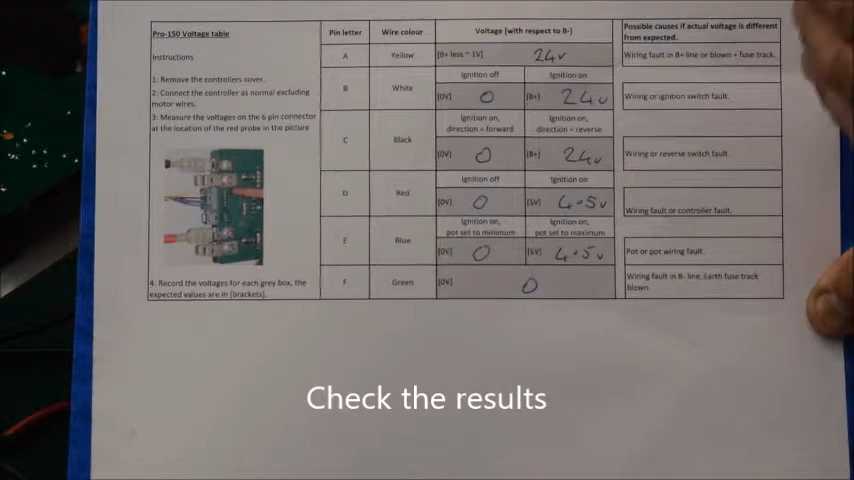 Pro-150 Voltage table
Pin letter
Wire colour
Voltage [with respect to B-]
Possible causes if actual voltage is different
from expected.
Instructions
1: Remove the controllers cover.
2: Connect the controller as normal excluding
motor wires.
3: Measure the voltages on the 6 pin connector
at the location of the red probe in the picture
4: Record the voltages for each grey box, the
expected values are in [brackets].
A
Yellow
[B+ less ~ 1V]
24v
Wiring fault in B+ line or blown + fuse track.
B
White
Ignition off
Ignition on
[0V]
0
[B+]
24v
Wiring or ignition switch fault.
C
Black
Ignition on,
direction = forward
Ignition on,
direction = reverse
[0V]
0
[B+]
24v
Wiring or reverse switch fault.
D
Red
Ignition off
Ignition on
[0V]
0
[5V]
4.5v
Wiring fault or controller fault.
E
Blue
Ignition on,
pot set to minimum
Ignition on,
pot set to maximum
[0V]
0
[5V]
4.5v
Pot or pot wiring fault.
F
Green
[0V]
0
Wiring fault in B- line. Earth fuse track
blown.
Check the results